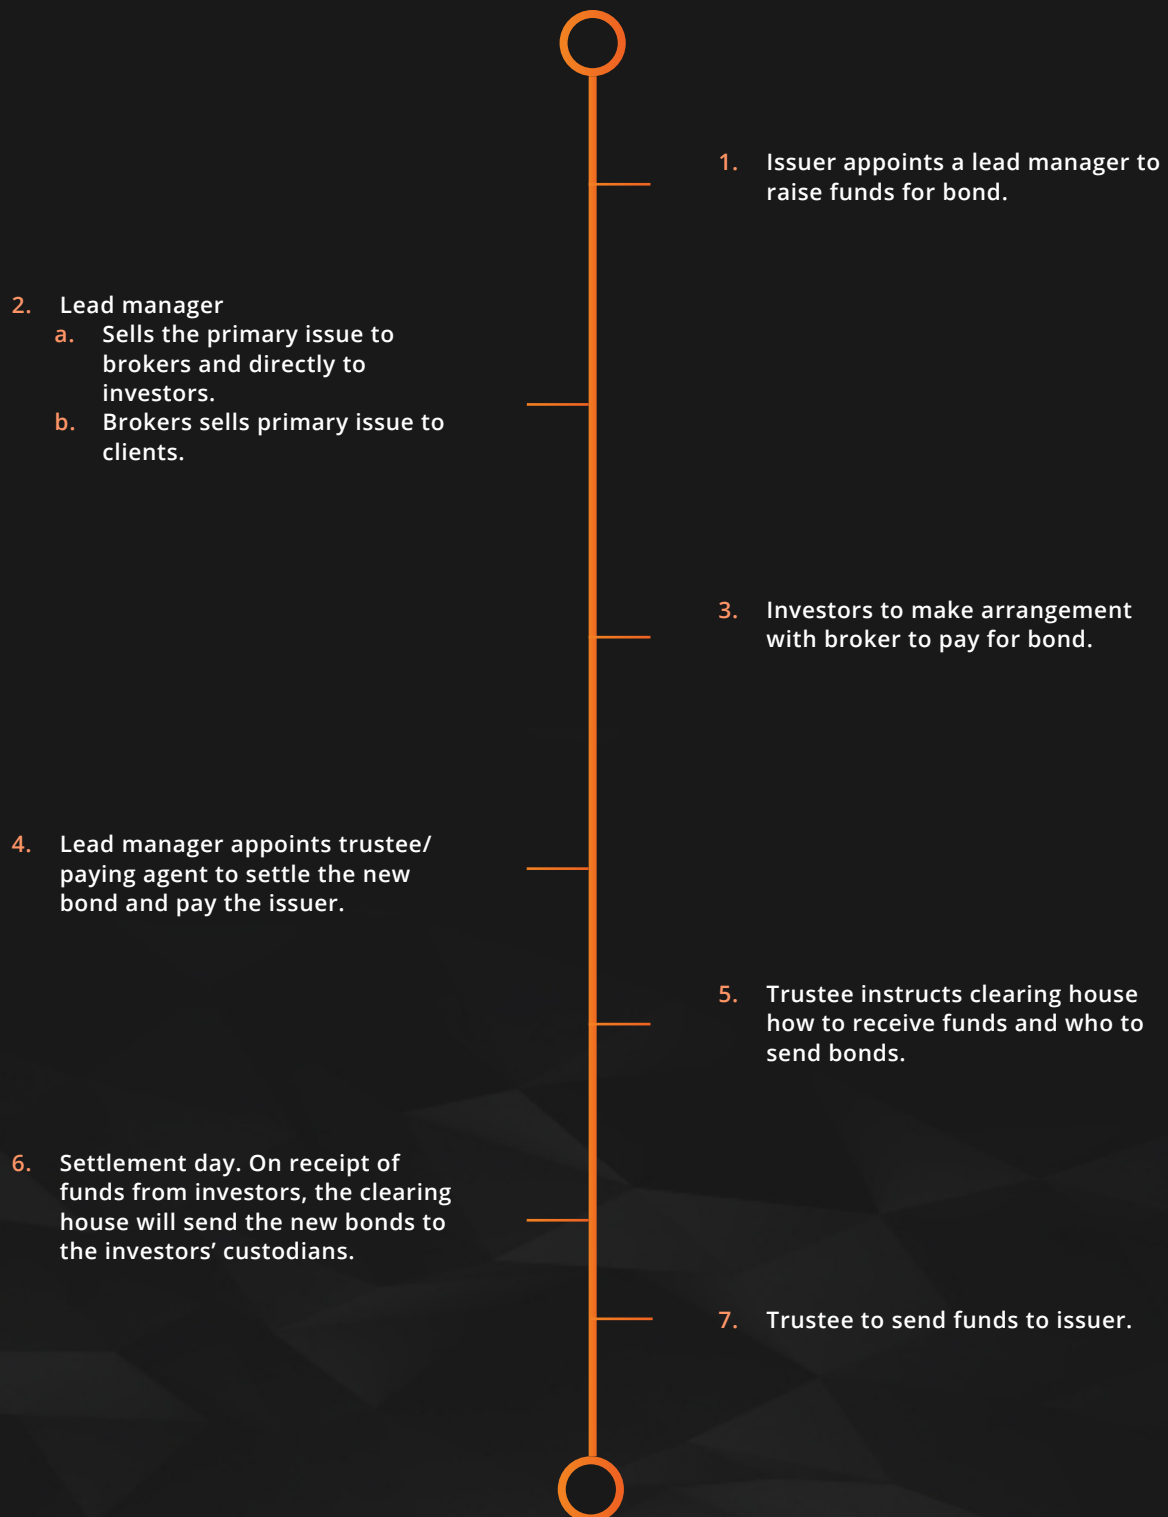 1. Issuer appoints a lead manager to
raise funds for bond.
2. Lead manager
a. Sells the primary issue to
brokers and directly to
investors.
b. Brokers sells primary issue to
clients.
3. Investors to make arrangement
with broker to pay for bond.
4. Lead manager appoints trustee/
paying agent to settle the new
bond and pay the issuer.
5. Trustee instructs clearing house
how to receive funds and who to
send bonds.
6. Settlement day. On receipt of
funds from investors, the clearing
house will send the new bonds to
the investors’ custodians.
7. Trustee to send funds to issuer.